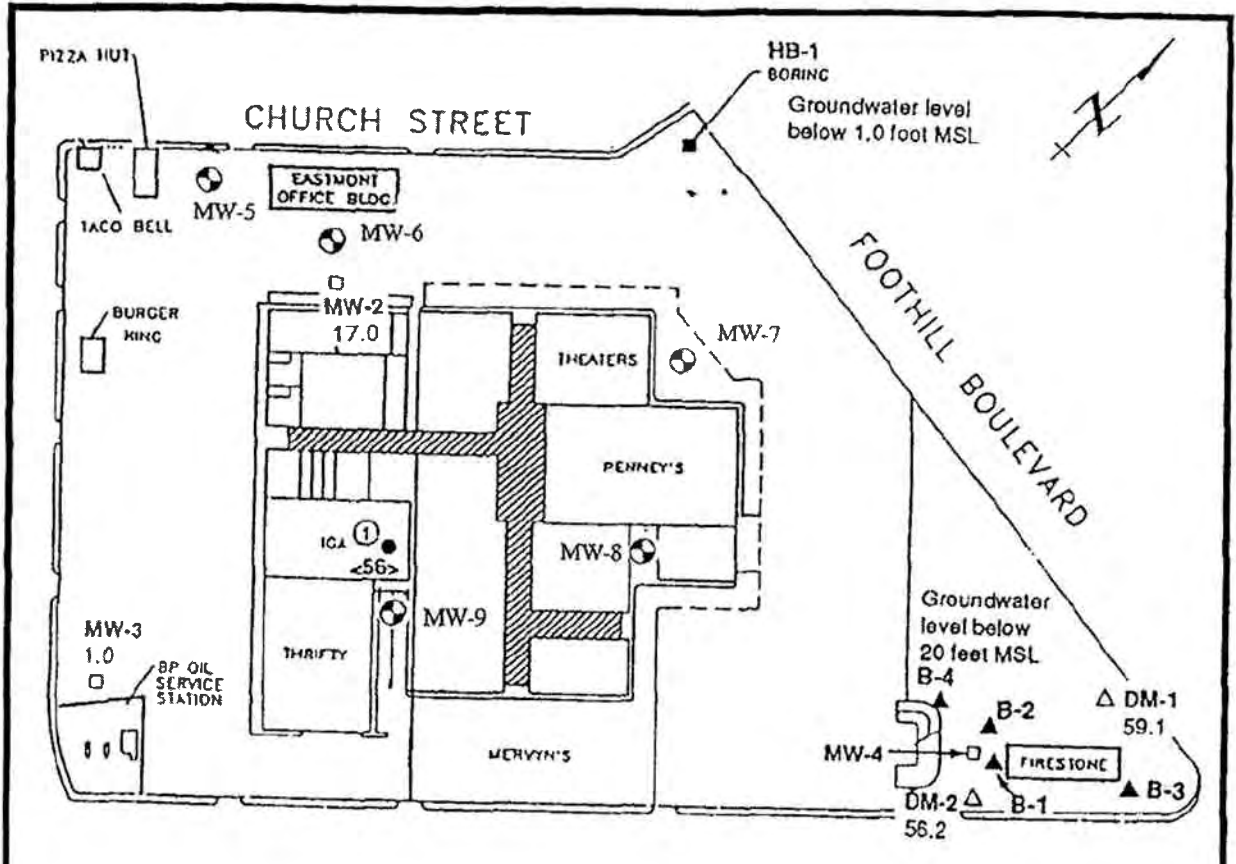 PIZZA HUT
HB-1
BORING
Groundwater level
below 1.0 foot MSL
N
CHURCH STREET
EASTMONT
OFFICE BLDG.
MW-5
TACO BELL
MW-6
FOOTHILL BOULEVARD
MW-2
17.0
BURGER
KING
MW-7
THEATERS
PENNEY'S
IGA
1
<56>
MW-8
MW-9
Groundwater
level below
20 feet MSL
MW-3
1.0
BP OIL
SERVICE
STATION
THRIFTY
B-4
B-2
DM-1
59.1
MERVYN'S
MW-4
FIRESTONE
B-3
DM-2
56.2
B-1